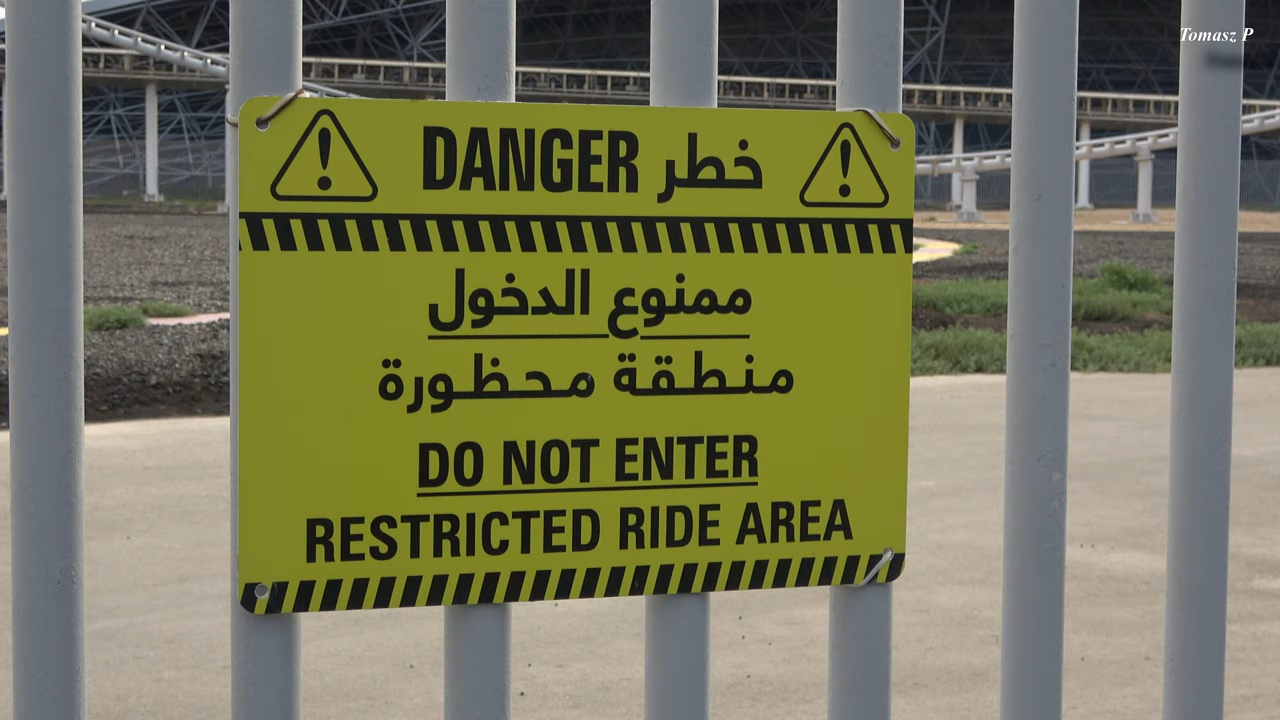 Tomasz P
DANGER خطر
ممنوع الدخول
منطقة محظورة
DO NOT ENTER
RESTRICTED RIDE AREA